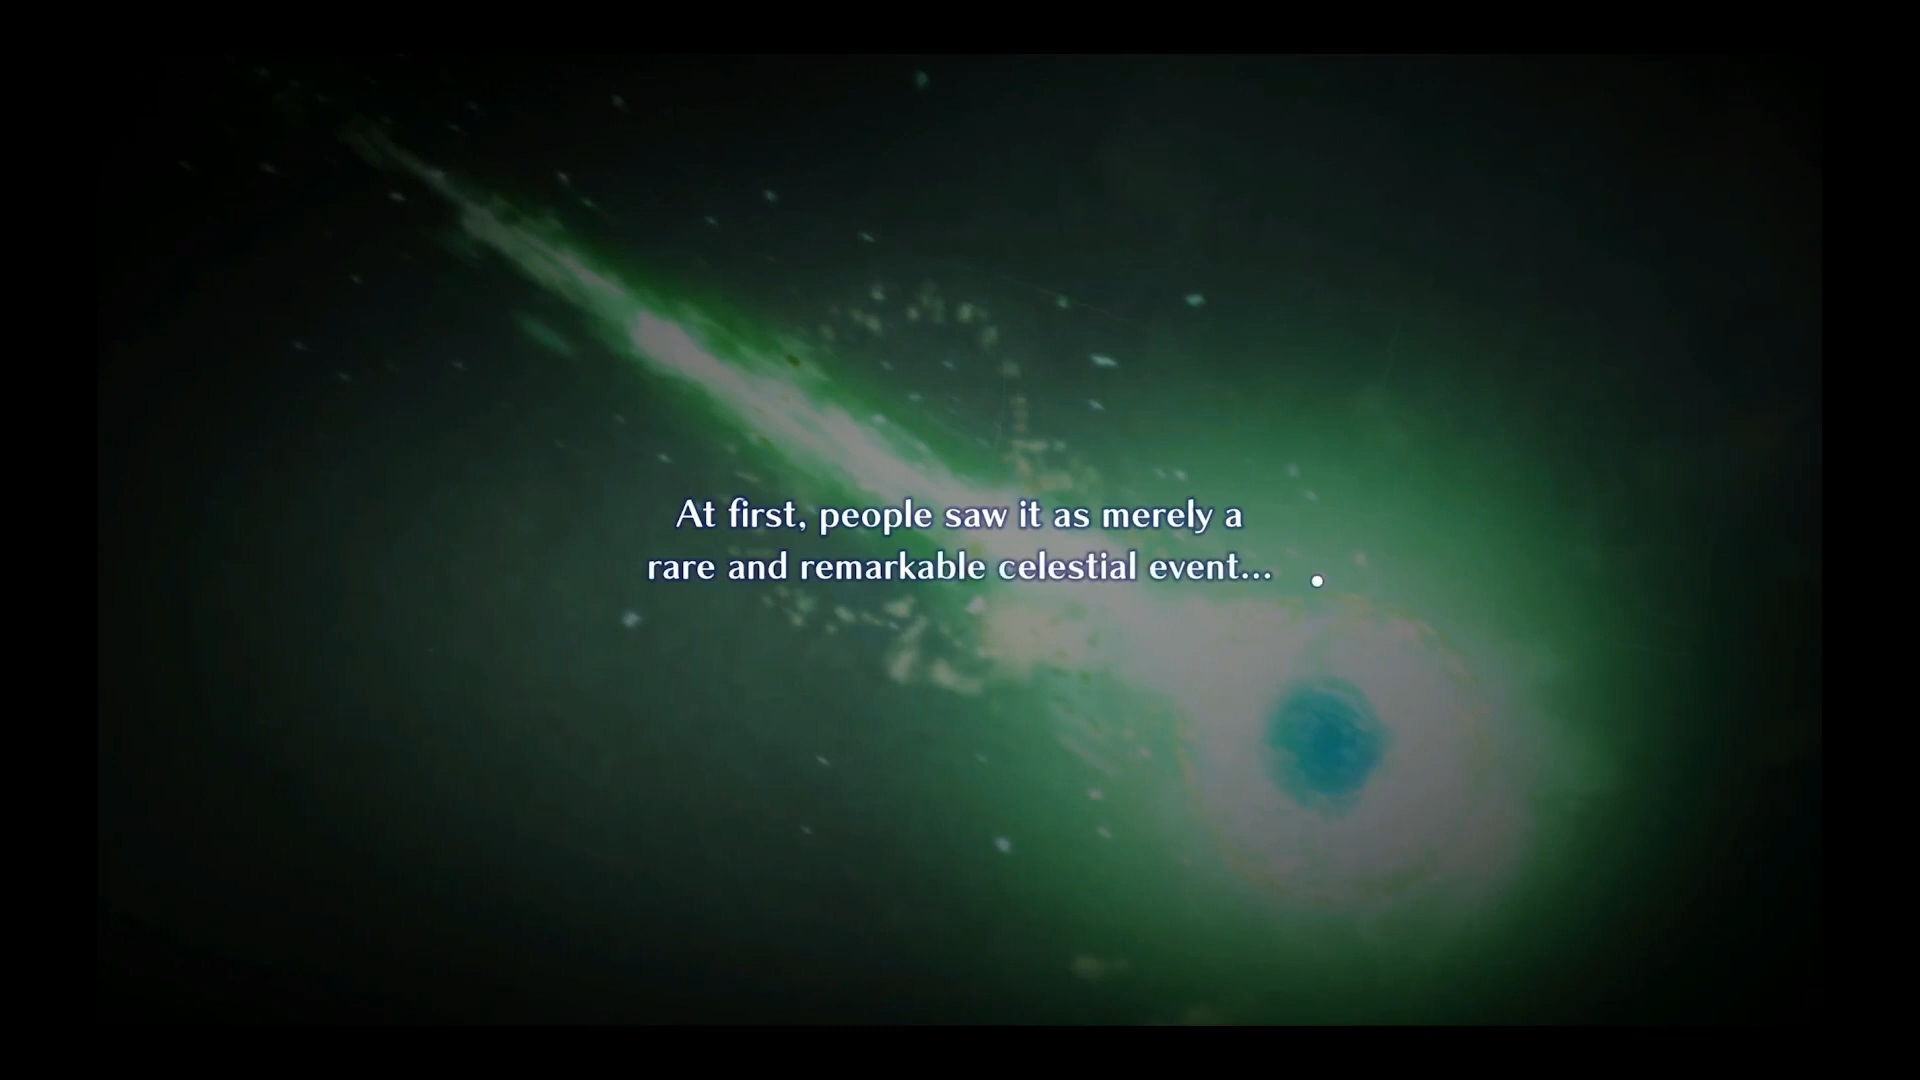 At first, people saw it as merely a
rare and remarkable celestial event...